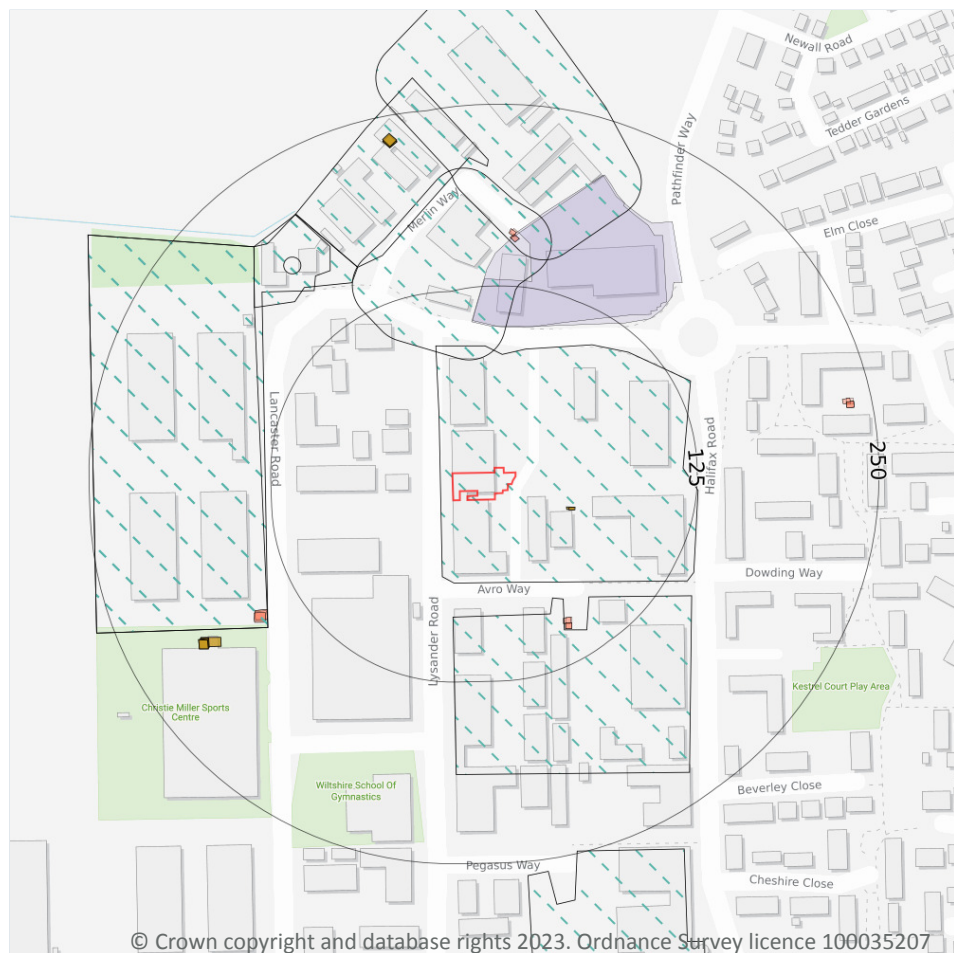 Newall Road
Tedder Gardens
Pathfinder Way
Elm Close
Merlin Way
Lancaster Road
125
Halifax Road
250
Dowding Way
Avro Way
Lysander Road
Kestrel Court Play Area
Christie Miller Sports
Centre
Wiltshire School Of
Gymnastics
Beverley Close
Pegasus Way
Cheshire Close
© Crown copyright and database rights 2023. Ordnance Survey licence 100035207